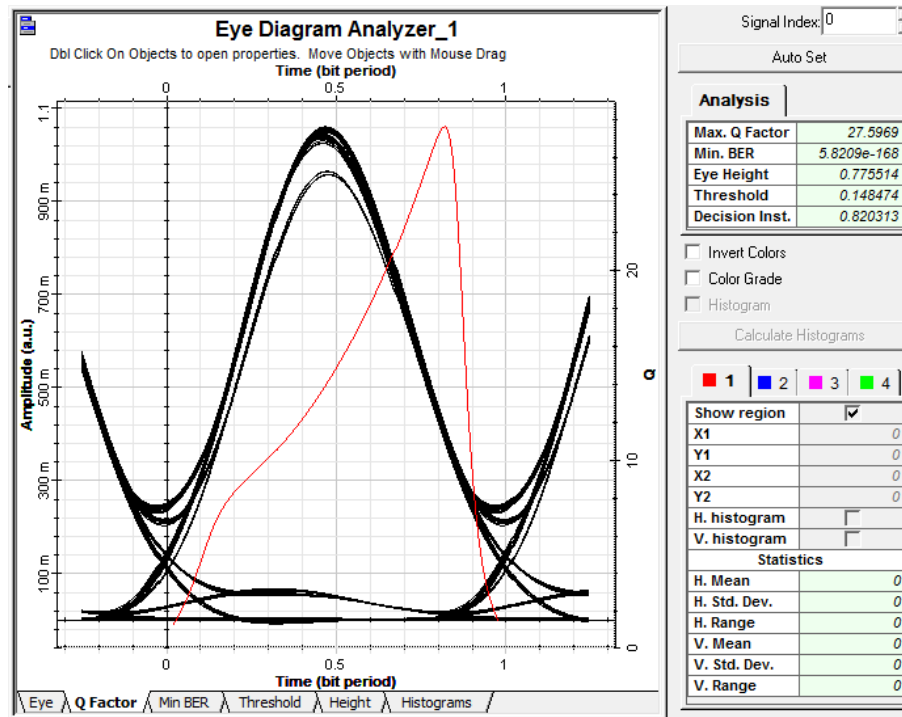 Eye Diagram Analyzer_1
Dbl Click On Objects to open properties. Move Objects with Mouse Drag
Time (bit period)
0 0.5 1
1.1
900 m
700 m
500 m
300 m
100 m
Amplitude (a.u.)
20
10
0
Q
0 0.5 1
Time (bit period)
Eye Q Factor Min BER Threshold Height Histograms
Signal Index: 0
Auto Set
Analysis
Max. Q Factor 27.5969
Min. BER 5.8209e-168
Eye Height 0.775514
Threshold 0.148474
Decision Inst. 0.820313
Invert Colors
Color Grade
Histogram
Calculate Histograms
1 2 3 4
Show region
X1 0
Y1 0
X2 0
Y2 0
H. histogram
V. histogram
Statistics
H. Mean 0
H. Std. Dev. 0
H. Range 0
V. Mean 0
V. Std. Dev. 0
V. Range 0